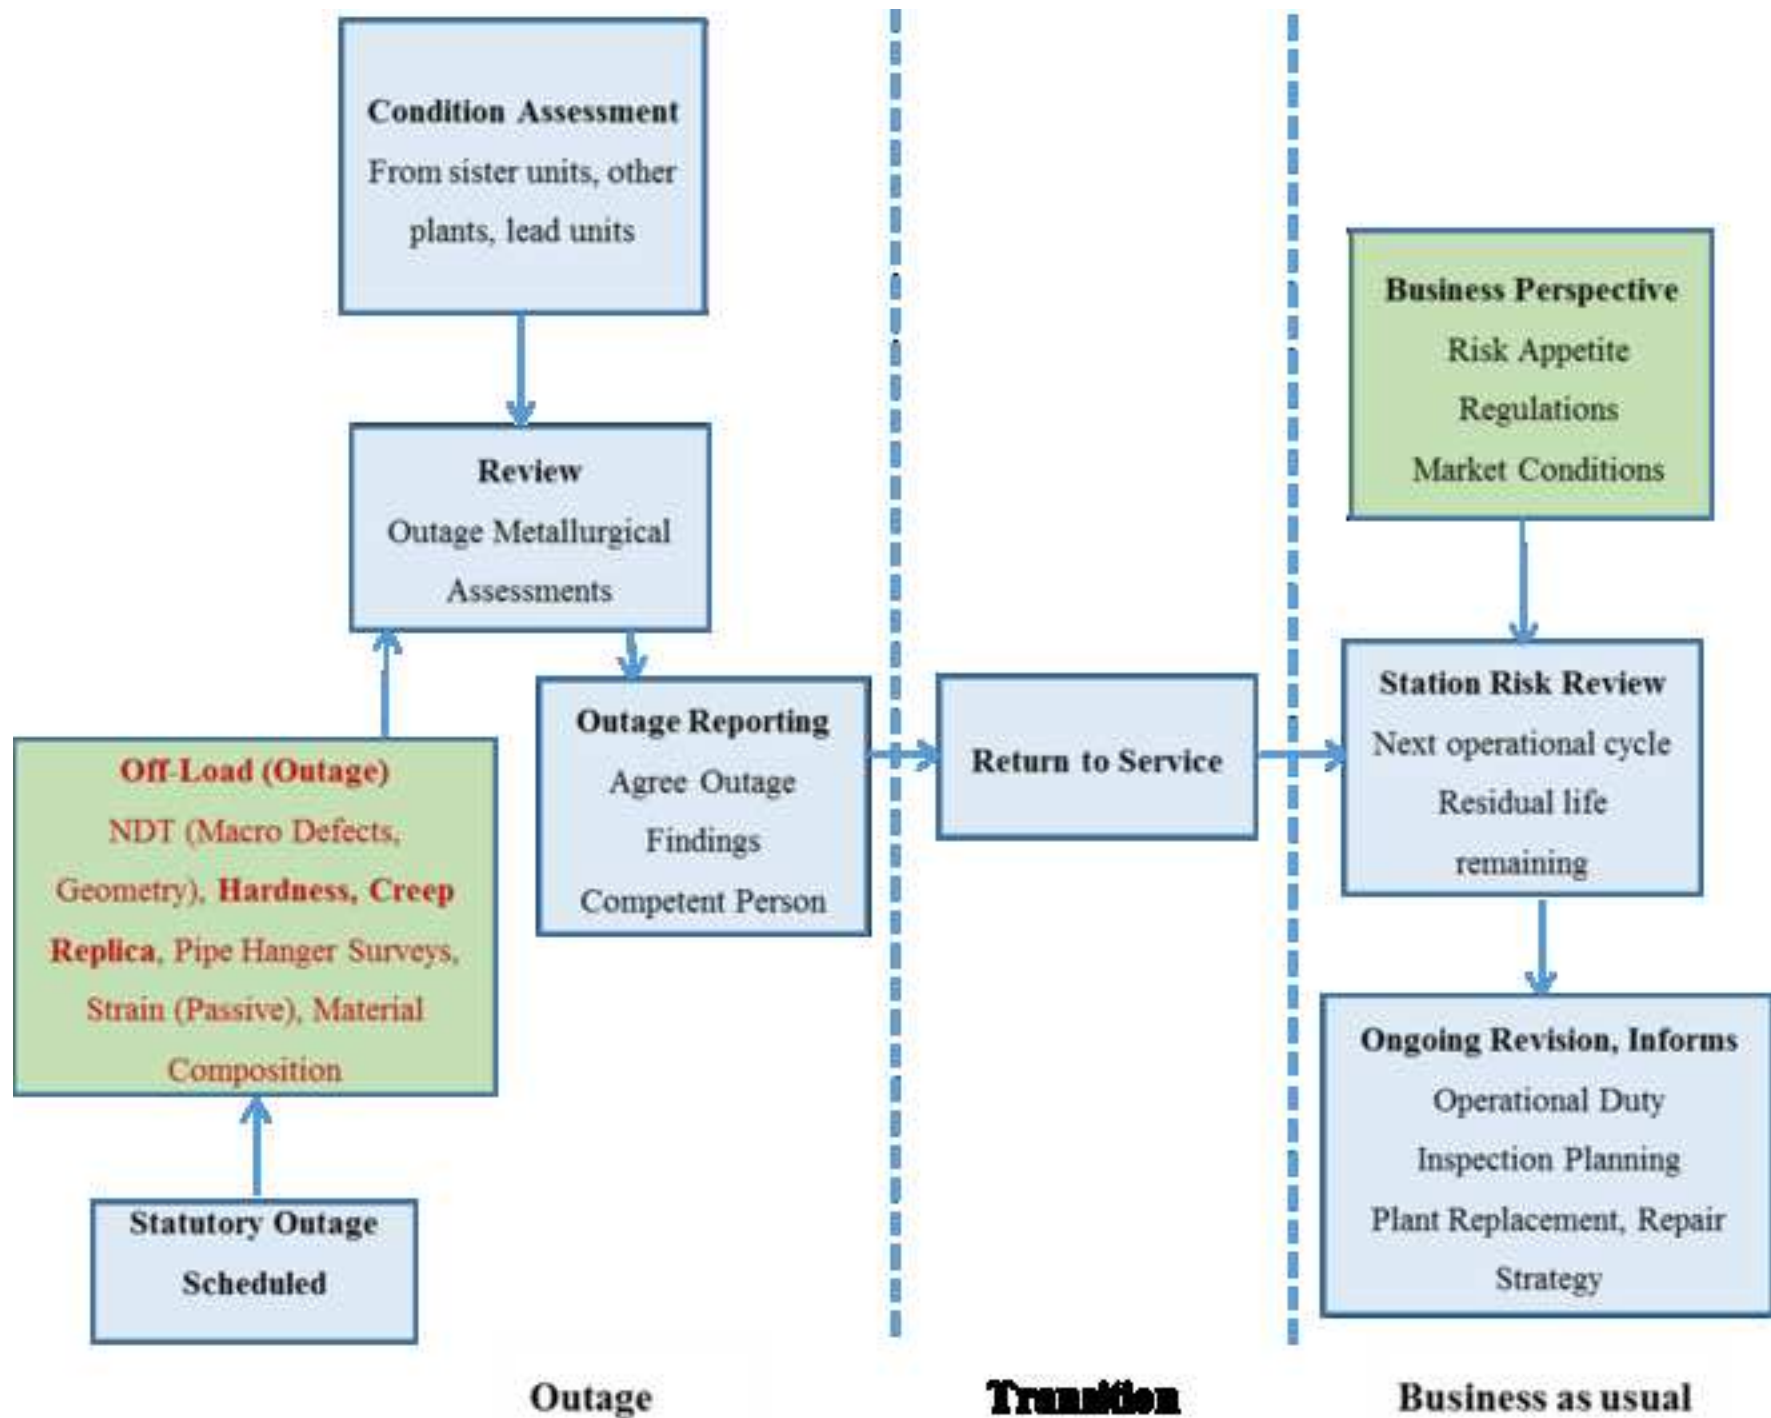 Condition Assessment
From sister units, other
plants, lead units
Review
Outage Metallurgical
Assessments
Off-Load (Outage)
NDT (Macro Defects,
Geometry), Hardness, Creep
Replica, Pipe Hanger Surveys,
Strain (Passive), Material
Composition
Statutory Outage
Scheduled
Outage Reporting
Agree Outage
Findings
Competent Person
Return to Service
Business Perspective
Risk Appetite
Regulations
Market Conditions
Station Risk Review
Next operational cycle
Residual life
remaining
Ongoing Revision, Informs
Operational Duty
Inspection Planning
Plant Replacement, Repair
Strategy
Outage
Transition
Business as usual